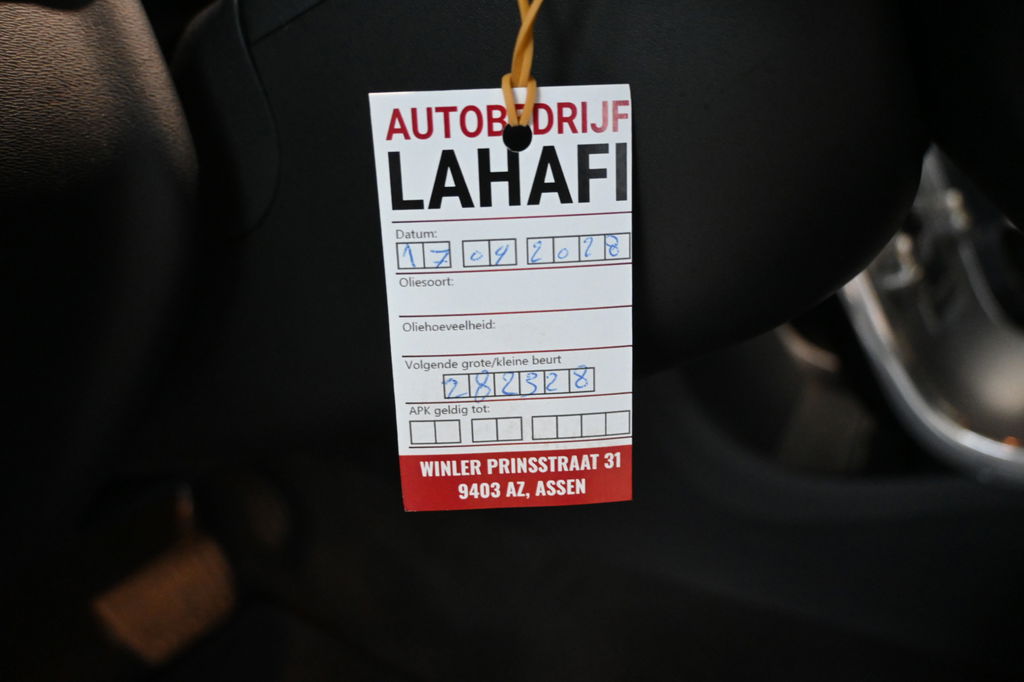 AUTOBEDRIJF
LAHAFI
Datum:
17 04 2028
Oliesoort:
Oliehoeveelheid:
Volgende grote/kleine beurt
282328
APK geldig tot:
WINLER PRINSSTRAAT 31
9403 AZ, ASSEN